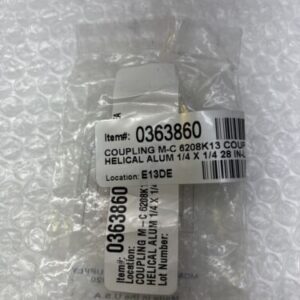 Item#: 0363860
COUPLING M-C 6208K13 COUP
HELICAL ALUM 1/4 X 1/4 28 IN-L
Location: E13DE
Item#: 0363860
Location:
COUPLING M-C 6208K1
HELICAL ALUM 1/4 X 1/4
Lot Number: